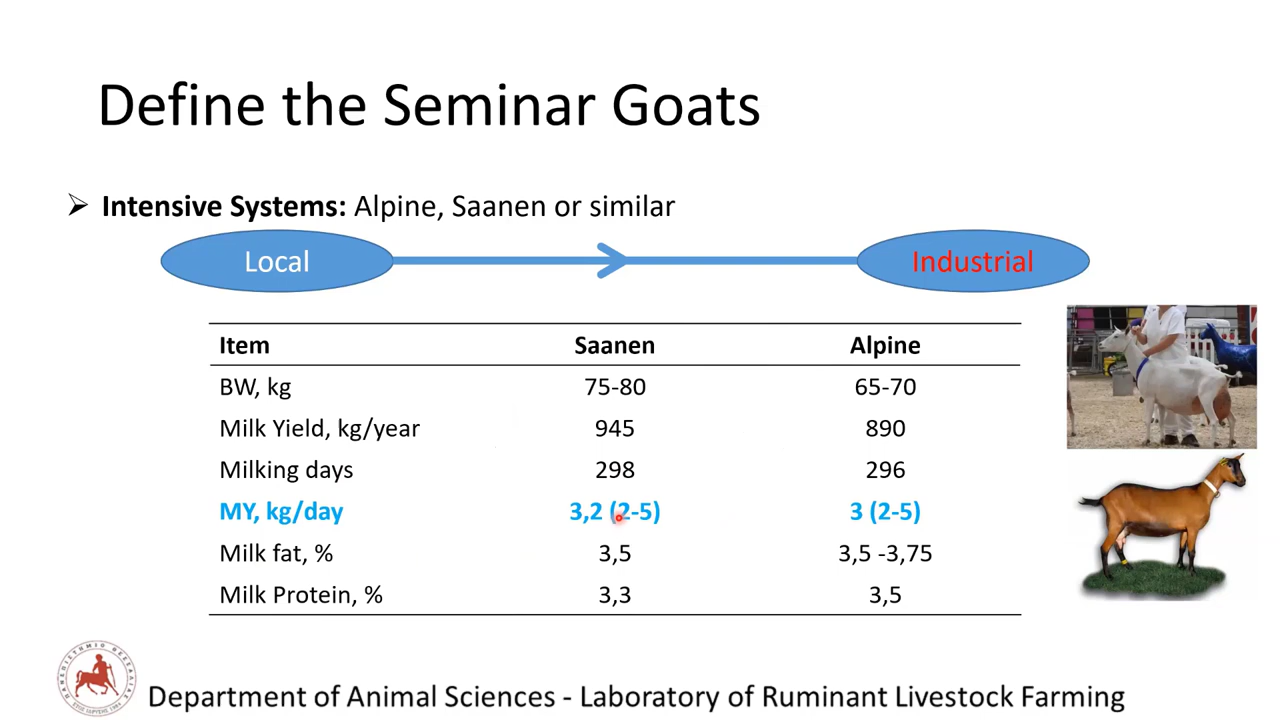 Define the Seminar Goats
➢ Intensive Systems: Alpine, Saanen or similar
Local Industrial
Item Saanen Alpine
BW, kg 75-80 65-70
Milk Yield, kg/year 945 890
Milking days 298 296
MY, kg/day 3,2 (2-5) 3 (2-5)
Milk fat, % 3,5 3,5 -3,75
Milk Protein, % 3,3 3,5
Department of Animal Sciences - Laboratory of Ruminant Livestock Farming